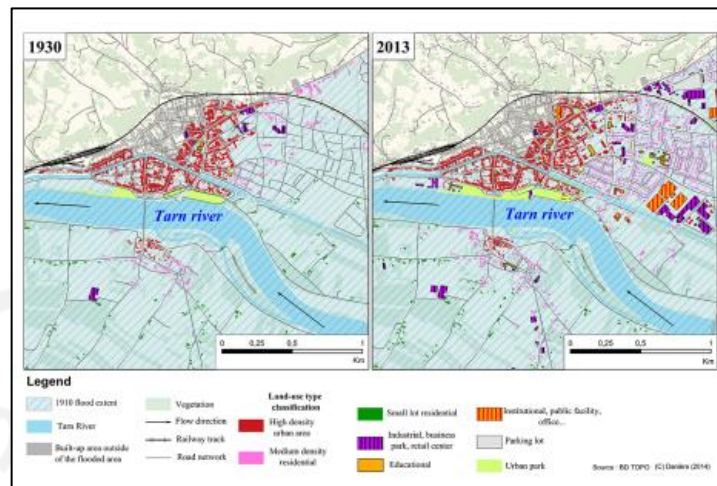 1930
Tarn river
0 0,25 0,5 1
Km
2013
Tarn river
0 0,25 0,5 1
Km
Legend
1910 flood extent
Tarn River
Built-up area outside
of the flooded area
Vegetation
Flow direction
Railway track
Road network
Land-use type
classification
High density
urban area
Medium density
residential
Small lot residential
Industrial, business
park, retail center
Educational
Institutional, public facility,
office...
Parking lot
Urban park
Source : BD TOPO (C) Danière (2014)